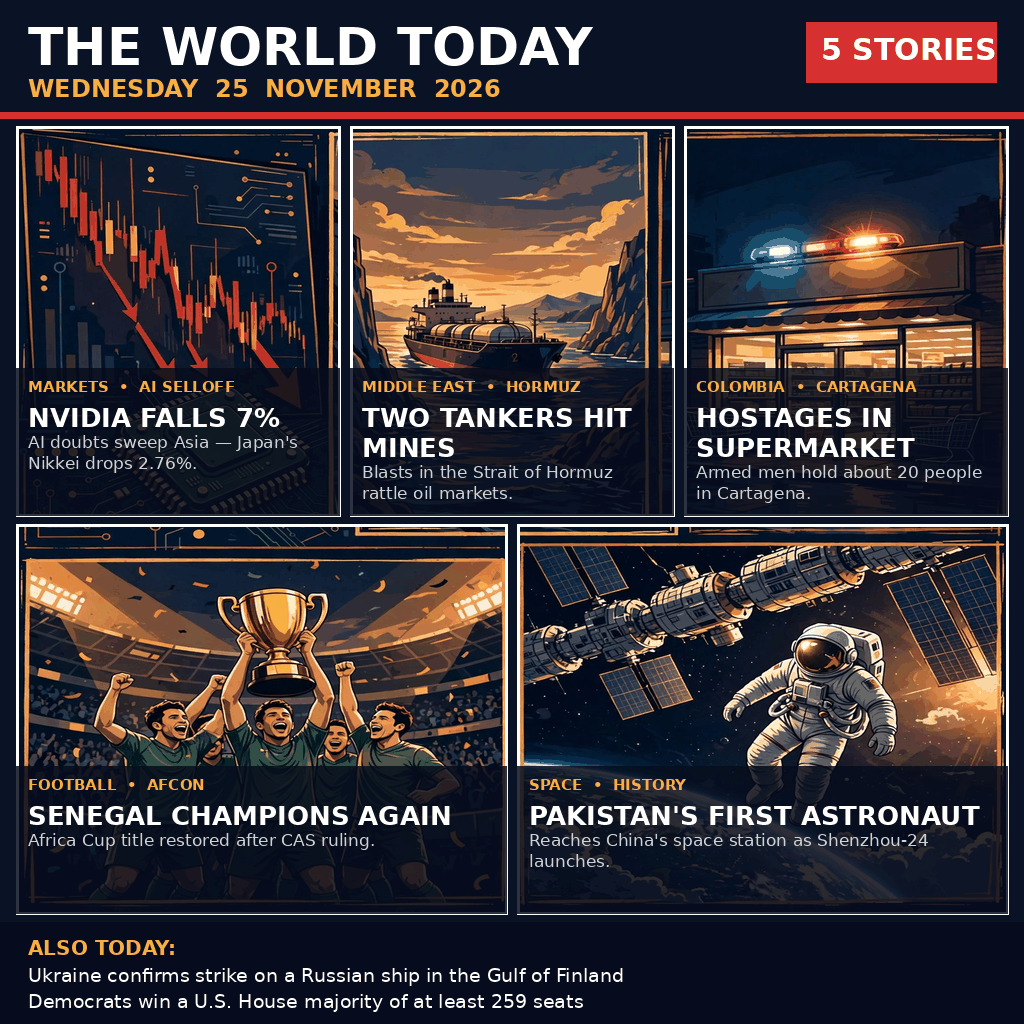 THE WORLD TODAY
WEDNESDAY 25 NOVEMBER 2026
5 STORIES
MARKETS • AI SELLOFF
NVIDIA FALLS 7%
AI doubts sweep Asia — Japan's
Nikkei drops 2.76%.
MIDDLE EAST • HORMUZ
TWO TANKERS HIT
MINES
Blasts in the Strait of Hormuz
rattle oil markets.
COLOMBIA • CARTAGENA
HOSTAGES IN
SUPERMARKET
Armed men hold about 20 people
in Cartagena.
FOOTBALL • AFCON
SENEGAL CHAMPIONS AGAIN
Africa Cup title restored after CAS ruling.
SPACE • HISTORY
PAKISTAN'S FIRST ASTRONAUT
Reaches China's space station as Shenzhou-24
launches.
ALSO TODAY:
Ukraine confirms strike on a Russian ship in the Gulf of Finland
Democrats win a U.S. House majority of at least 259 seats